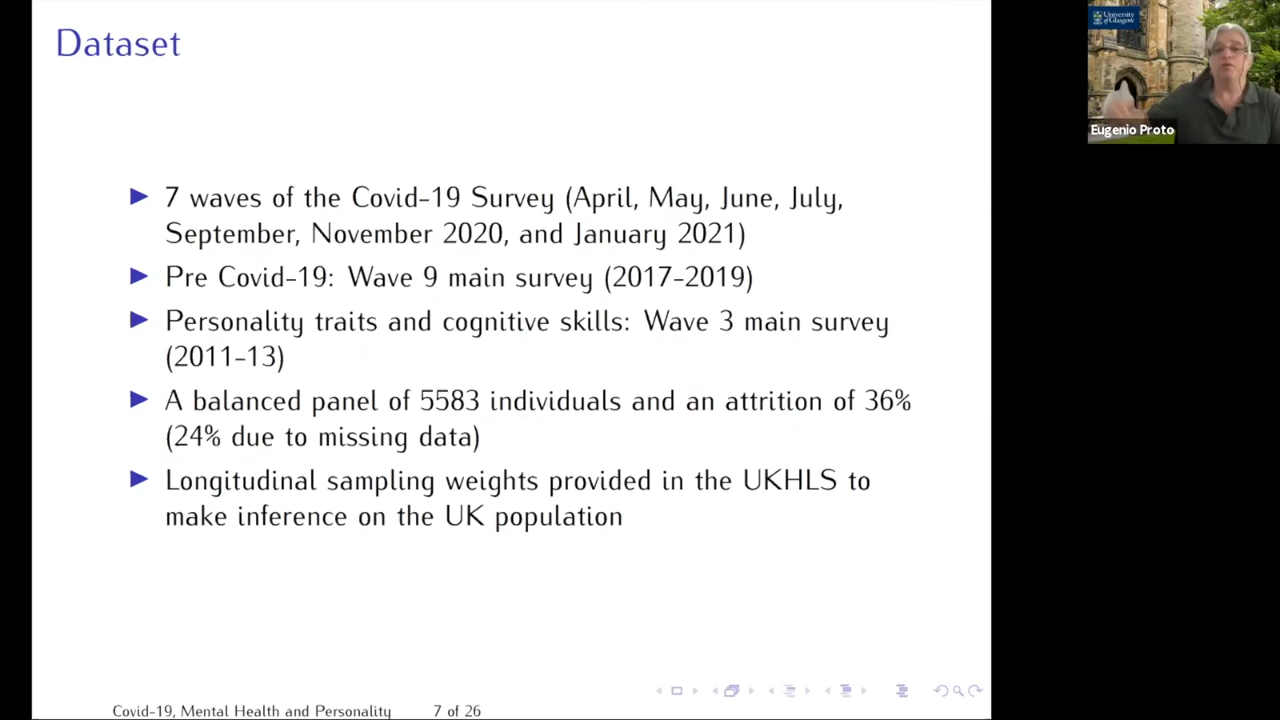 Dataset
7 waves of the Covid-19 Survey (April, May, June, July,
September, November 2020, and January 2021)
Pre Covid-19: Wave 9 main survey (2017-2019)
Personality traits and cognitive skills: Wave 3 main survey
(2011-13)
A balanced panel of 5583 individuals and an attrition of 36%
(24% due to missing data)
Longitudinal sampling weights provided in the UKHLS to
make inference on the UK population
Covid-19, Mental Health and Personality 7 of 26
University
of Glasgow
Eugenio Proto